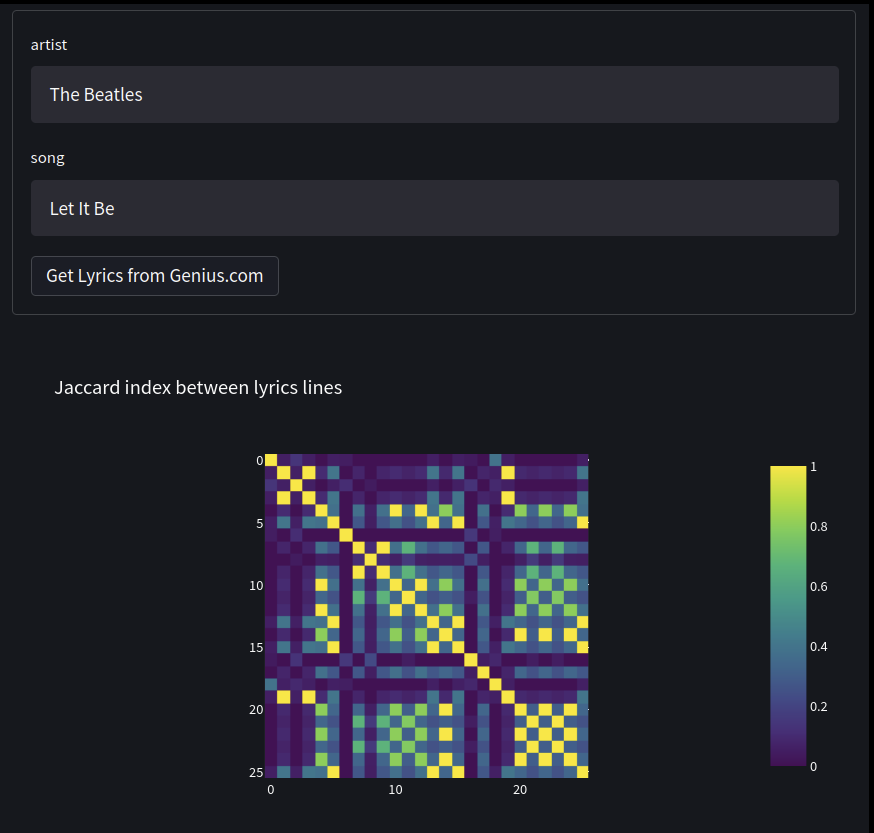 artist
The Beatles
song
Let It Be
Get Lyrics from Genius.com
Jaccard index between lyrics lines
0
5
10
15
20
25
0
10
20
1
0.8
0.6
0.4
0.2
0